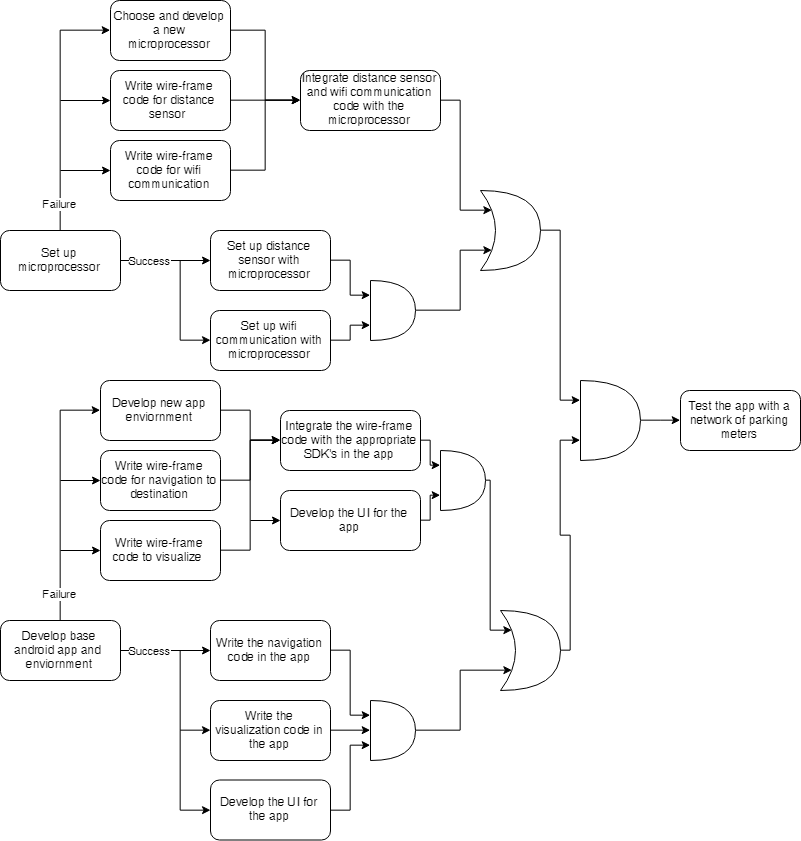 Choose and develop
a new
microprocessor
Write wire-frame
code for distance
sensor
Integrate distance sensor
and wifi communication
code with the
microprocessor
Write wire-frame
code for wifi
communication
Failure
Set up
microprocessor
Success
Set up distance
sensor with
microprocessor
Set up wifi
communication with
microprocessor
Develop new app
enviornment
Write wire-frame
code for navigation to
destination
Write wire-frame
code to visualize
Integrate the wire-frame
code with the appropriate
SDK's in the app
Develop the UI for the
app
Test the app with a
network of parking
meters
Failure
Develop base
android app and
enviornment
Success
Write the navigation
code in the app
Write the
visualization code in
the app
Develop the UI for
the app